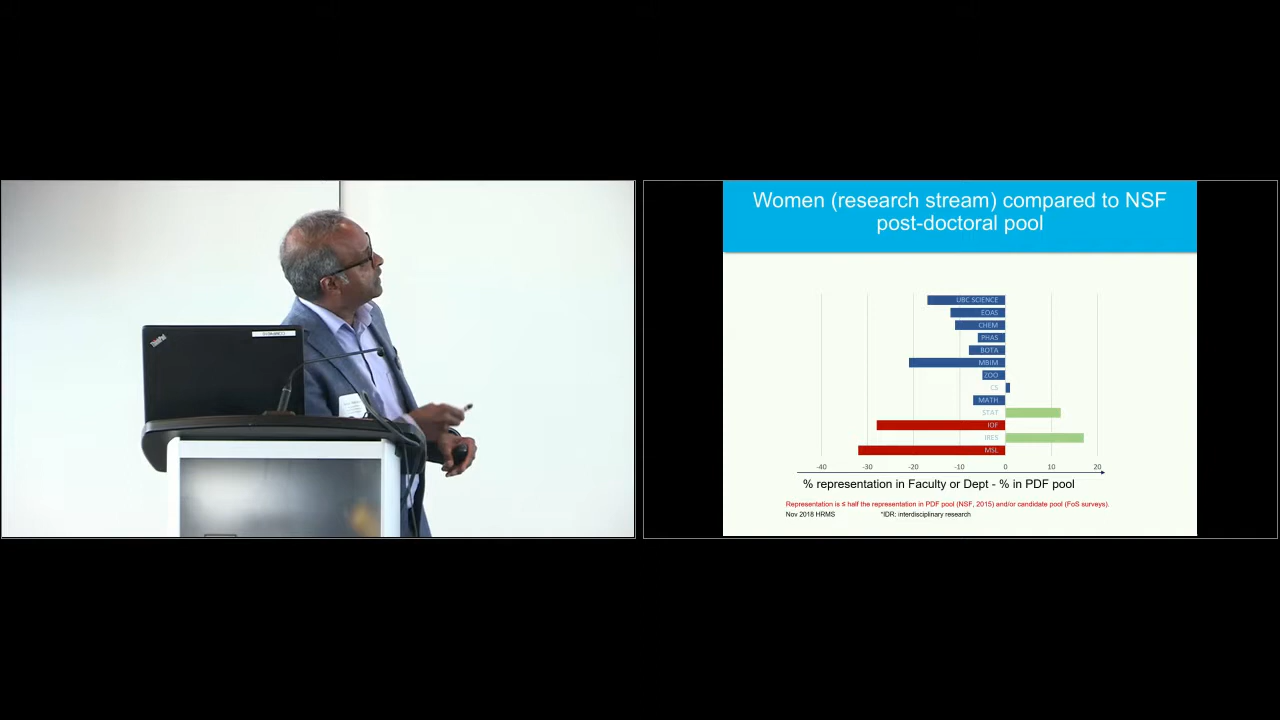 ThinkPad
Women (research stream) compared to NSF
post-doctoral pool
UBC SCIENCE
EOAS
CHEM
PHAS
BOTA
MBIM
ZOO
CS
MATH
STAT
IOF
IRES
MSL
-40 -30 -20 -10 0 10 20
% representation in Faculty or Dept - % in PDF pool
Representation is ≤ half the representation in PDF pool (NSF, 2015) and/or candidate pool (FoS surveys).
Nov 2018 HRMS *IDR: interdisciplinary research